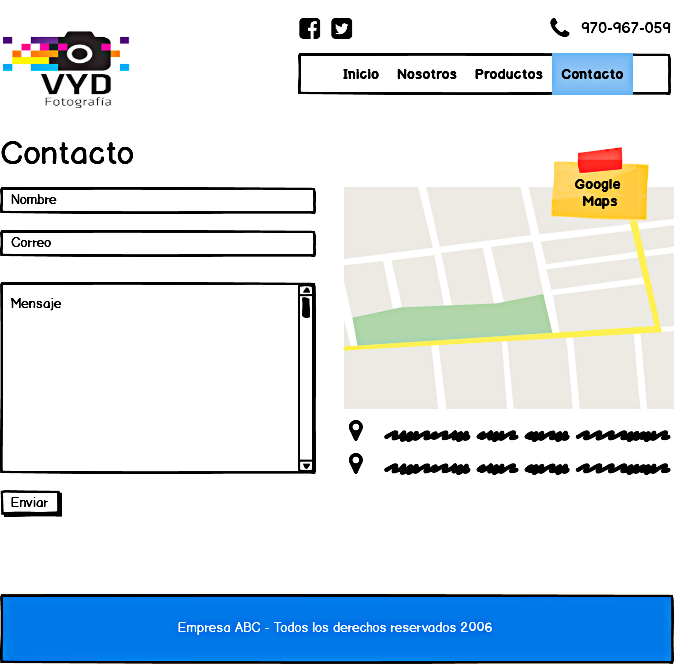 970-967-059
VYD
Fotografía
Inicio Nosotros Productos Contacto
Contacto
Nombre
Correo
Mensaje
Enviar
Google
Maps
Empresa ABC - Todos los derechos reservados 2006